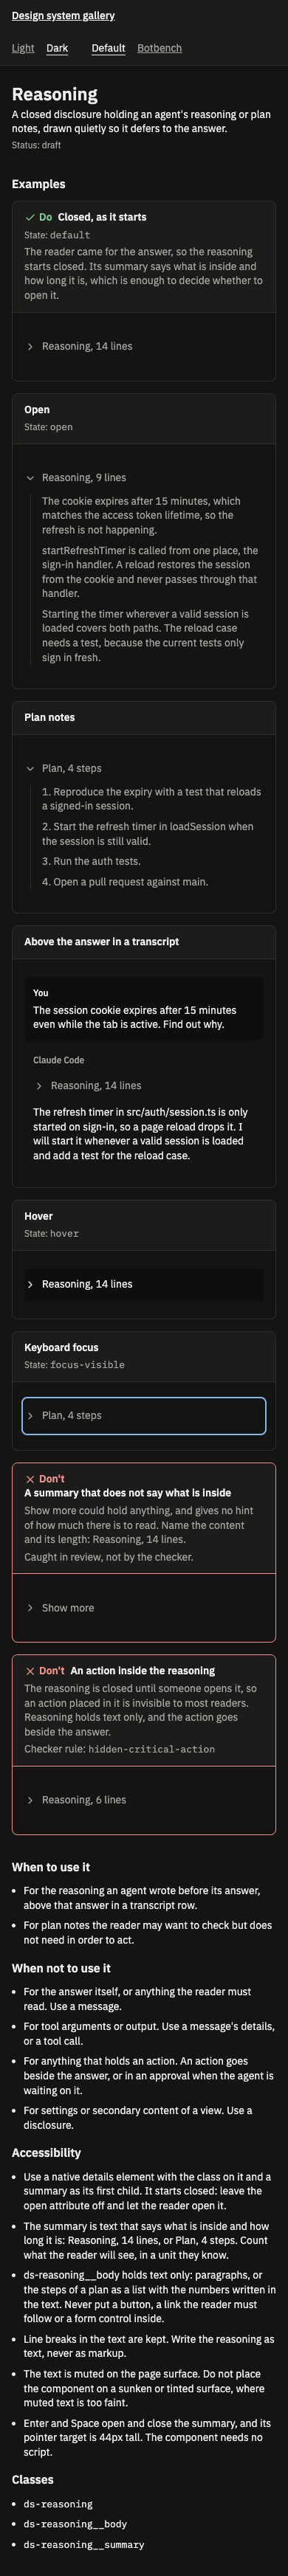 Design system gallery
Light Dark Default Botbench
Reasoning
A closed disclosure holding an agent's reasoning or plan
notes, drawn quietly so it defers to the answer.
Status: draft
Examples
Do Closed, as it starts
State: default
The reader came for the answer, so the reasoning
starts closed. Its summary says what is inside and
how long it is, which is enough to decide whether to
open it.
Reasoning, 14 lines
Open
State: open
Reasoning, 9 lines
The cookie expires after 15 minutes, which
matches the access token lifetime, so the
refresh is not happening.
startRefreshTimer is called from one place, the
sign-in handler. A reload restores the session
from the cookie and never passes through that
handler.
Starting the timer wherever a valid session is
loaded covers both paths. The reload case
needs a test, because the current tests only
sign in fresh.
Plan notes
Plan, 4 steps
1. Reproduce the expiry with a test that reloads
a signed-in session.
2. Start the refresh timer in loadSession when
the session is still valid.
3. Run the auth tests.
4. Open a pull request against main.
Above the answer in a transcript
You
The session cookie expires after 15 minutes
even while the tab is active. Find out why.
Claude Code
Reasoning, 14 lines
The refresh timer in src/auth/session.ts is only
started on sign-in, so a page reload drops it. I
will start it whenever a valid session is loaded
and add a test for the reload case.
Hover
State: hover
Reasoning, 14 lines
Keyboard focus
State: focus-visible
Plan, 4 steps
Don't
A summary that does not say what is inside
Show more could hold anything, and gives no hint
of how much there is to read. Name the content
and its length: Reasoning, 14 lines.
Caught in review, not by the checker.
Show more
Don't An action inside the reasoning
The reasoning is closed until someone opens it, so
an action placed in it is invisible to most readers.
Reasoning holds text only, and the action goes
beside the answer.
Checker rule: hidden-critical-action
Reasoning, 6 lines
When to use it
• For the reasoning an agent wrote before its answer,
above that answer in a transcript row.
• For plan notes the reader may want to check but does
not need in order to act.
When not to use it
• For the answer itself, or anything the reader must
read. Use a message.
• For tool arguments or output. Use a message's details,
or a tool call.
• For anything that holds an action. An action goes
beside the answer, or in an approval when the agent is
waiting on it.
• For settings or secondary content of a view. Use a
disclosure.
Accessibility
• Use a native details element with the class on it and a
summary as its first child. It starts closed: leave the
open attribute off and let the reader open it.
• The summary is text that says what is inside and how
long it is: Reasoning, 14 lines, or Plan, 4 steps. Count
what the reader will see, in a unit they know.
• ds-reasoning__body holds text only: paragraphs, or
the steps of a plan as a list with the numbers written in
the text. Never put a button, a link the reader must
follow or a form control inside.
• Line breaks in the text are kept. Write the reasoning as
text, never as markup.
• The text is muted on the page surface. Do not place
the component on a sunken or tinted surface, where
muted text is too faint.
• Enter and Space open and close the summary, and its
pointer target is 44px tall. The component needs no
script.
Classes
• ds-reasoning
• ds-reasoning__body
• ds-reasoning__summary